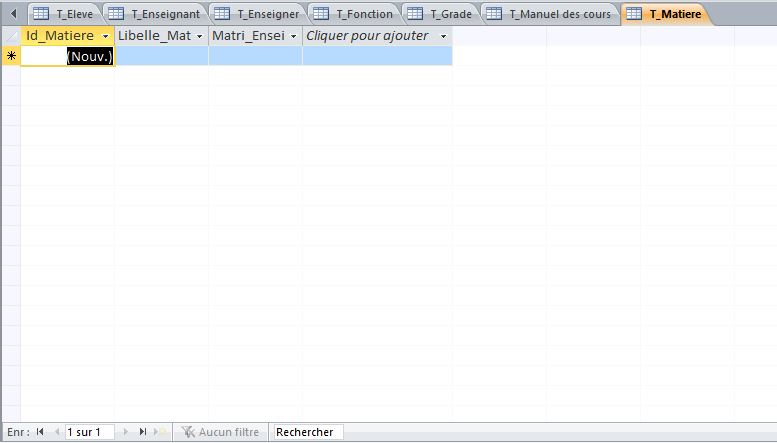 T_Eleve T_Enseignant T_Enseigner T_Fonction T_Grade T_Manuel des cours T_Matiere
Id_Matiere Libelle_Mat Matri_Ensei Cliquer pour ajouter
(Nouv.)
Enr : 1 sur 1 Aucun filtre Rechercher